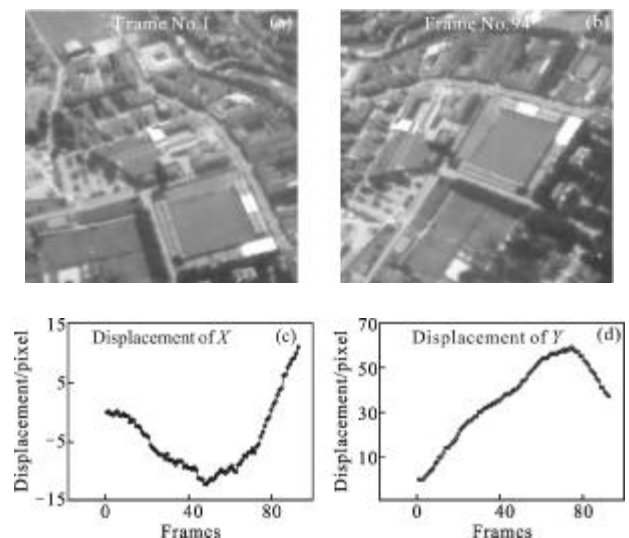 Frame No.1 (a)
Frame No.94 (b)
Displacement of X (c)
Displacement/pixel
15
5
−5
−15
0 40 80
Frames
Displacement of Y (d)
Displacement/pixel
70
50
30
10
0 40 80
Frames